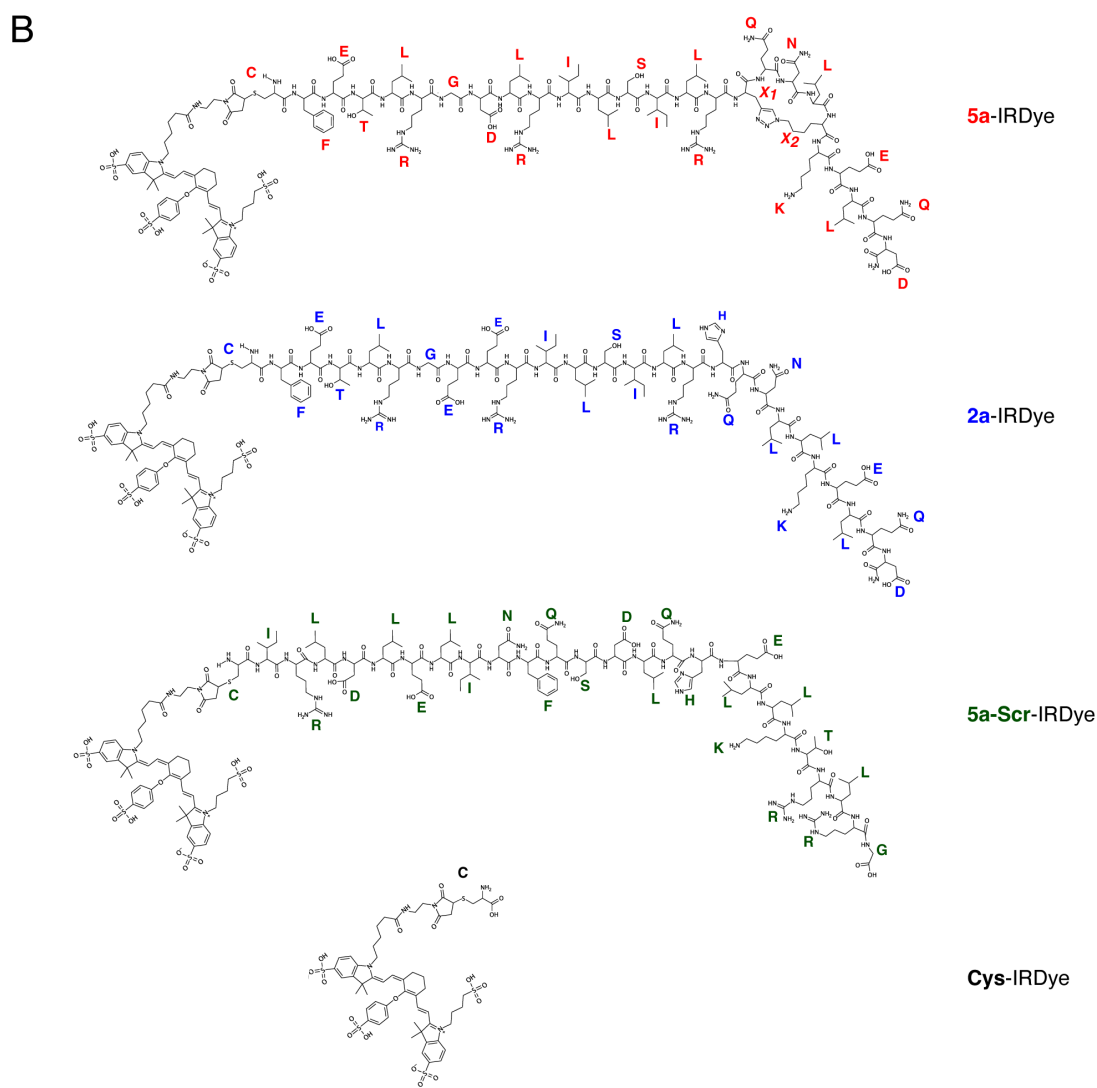 B
C E L G L I S L Q N L
F T R D R L I R X1 X2
K E L Q D
5a-IRDye
C E L G E I S L H N
F T R E R L I R Q L L
K E L Q D
2a-IRDye
C I L L L N Q D Q E
R D E I F S L H L L
K T R L R G
5a-Scr-IRDye
C
Cys-IRDye